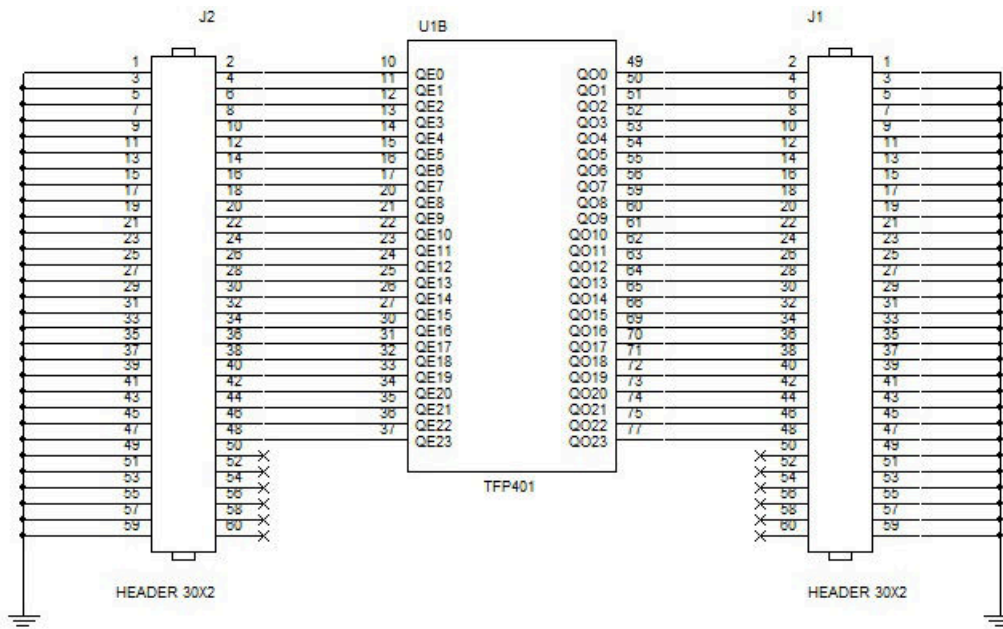 J2 U1B J1
1 2 10 QE0 QO0 49 2 1
3 4 11 QE1 QO1 50 4 3
5 6 12 QE2 QO2 51 6 5
7 8 13 QE3 QO3 52 8 7
9 10 14 QE4 QO4 53 10 9
11 12 15 QE5 QO5 54 12 11
13 14 16 QE6 QO6 55 14 13
15 16 17 QE7 QO7 56 16 15
17 18 20 QE8 QO8 59 18 17
19 20 21 QE9 QO9 60 20 19
21 22 22 QE10 QO10 61 22 21
23 24 23 QE11 QO11 62 24 23
25 26 24 QE12 QO12 63 26 25
27 28 25 QE13 QO13 64 28 27
29 30 26 QE14 QO14 65 30 29
31 32 27 QE15 QO15 66 32 31
33 34 30 QE16 QO16 69 34 33
35 36 31 QE17 QO17 70 36 35
37 38 32 QE18 QO18 71 38 37
39 40 33 QE19 QO19 72 40 39
41 42 34 QE20 QO20 73 42 41
43 44 35 QE21 QO21 74 44 43
45 46 36 QE22 QO22 75 46 45
47 48 37 QE23 QO23 77 48 47
49 50 50 49
51 52 52 51
53 54 54 53
55 56 56 55
57 58 58 57
59 60 60 59
TFP401
HEADER 30X2 HEADER 30X2